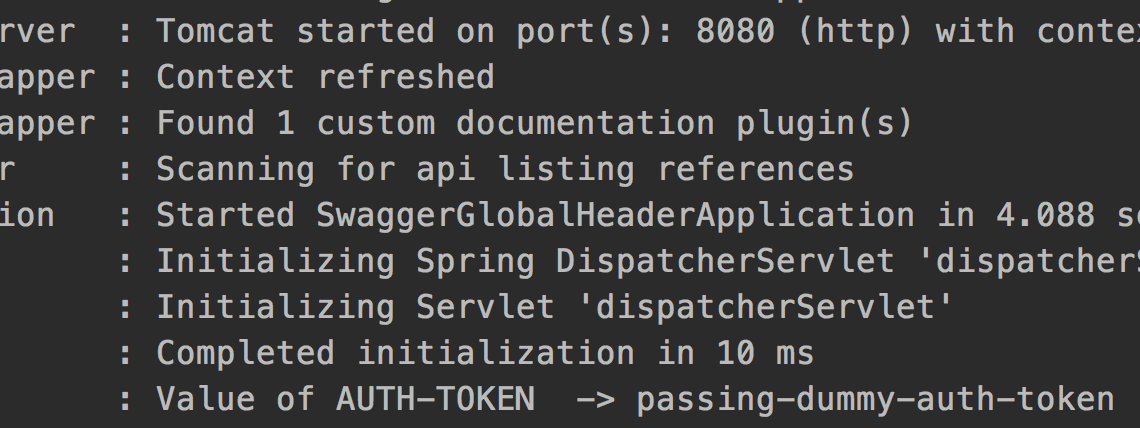 rver : Tomcat started on port(s): 8080 (http) with contex
apper : Context refreshed
apper : Found 1 custom documentation plugin(s)
r : Scanning for api listing references
ion : Started SwaggerGlobalHeaderApplication in 4.088 se
: Initializing Spring DispatcherServlet 'dispatcherS
: Initializing Servlet 'dispatcherServlet'
: Completed initialization in 10 ms
: Value of AUTH-TOKEN -> passing-dummy-auth-token